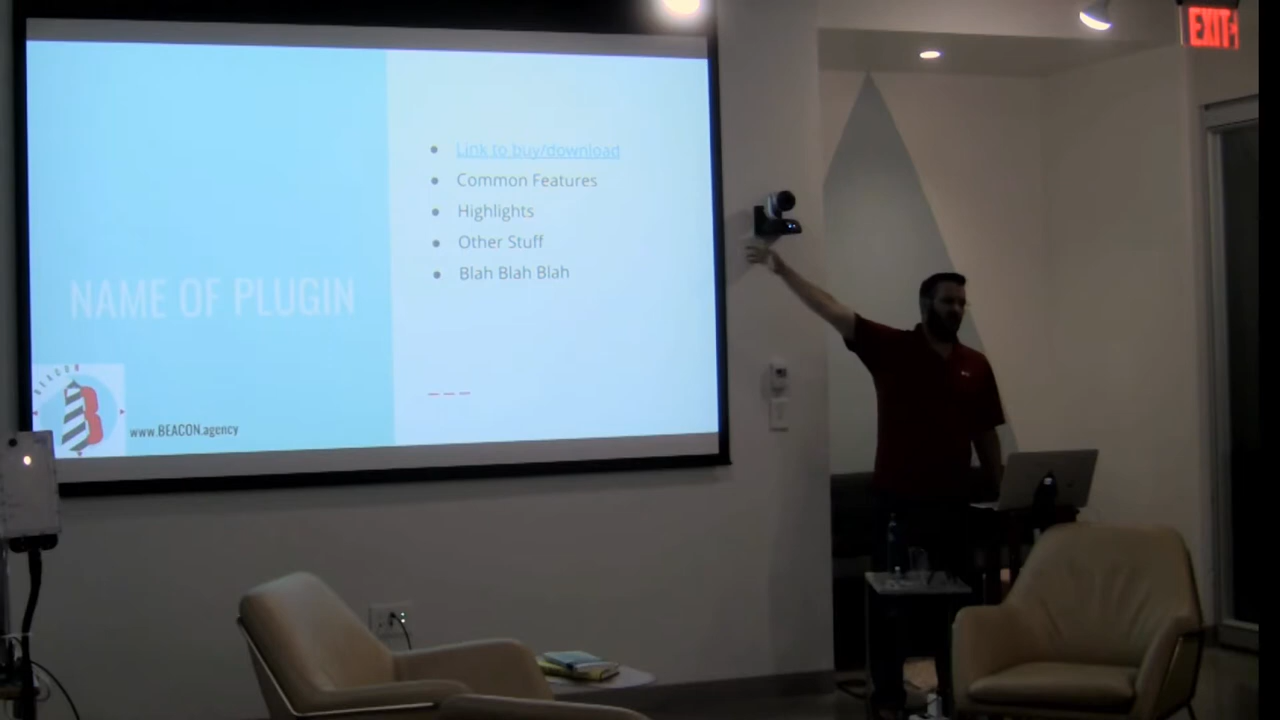 NAME OF PLUGIN
BEACON
B
www.BEACON.agency
Link to buy/download
Common Features
Highlights
Other Stuff
Blah Blah Blah
EXIT